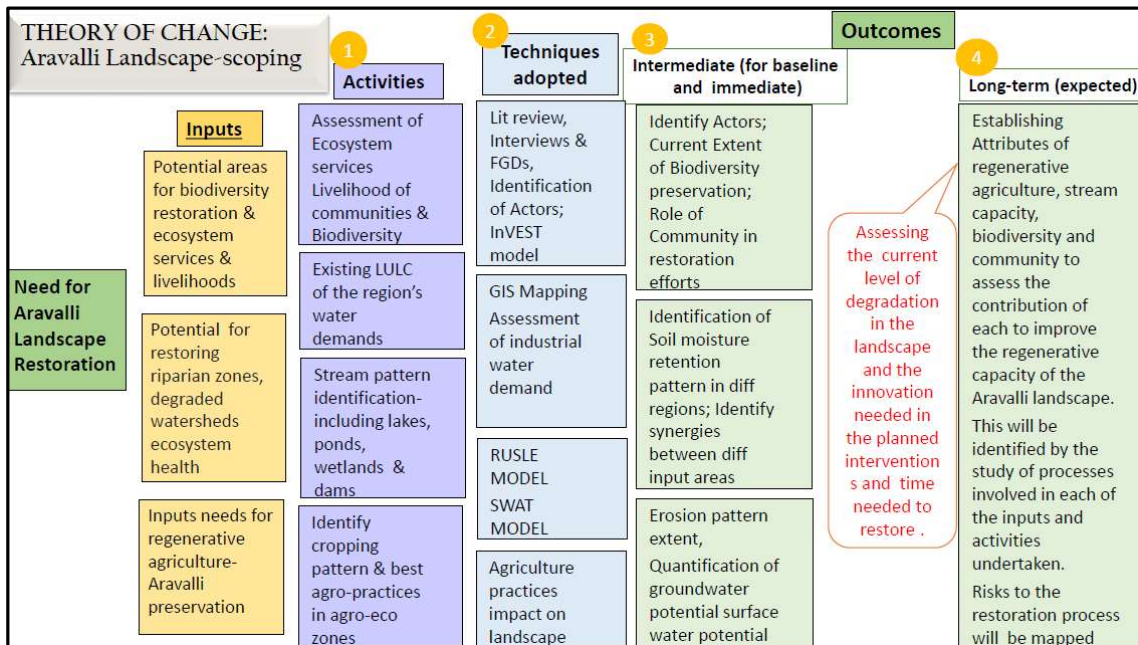 THEORY OF CHANGE:
Aravalli Landscape-scoping
Need for
Aravalli
Landscape
Restoration
Inputs
Potential areas
for biodiversity
restoration &
ecosystem
services &
livelihoods
Potential for
restoring
riparian zones,
degraded
watersheds
ecosystem
health
Inputs needs for
regenerative
agriculture-
Aravalli
preservation
1
Activities
Assessment of
Ecosystem
services
Livelihood of
communities &
Biodiversity
Existing LULC
of the region's
water
demands
Stream pattern
identification-
including lakes,
ponds,
wetlands &
dams
Identify
cropping
pattern & best
agro-practices
in agro-eco
zones
2
Techniques
adopted
Lit review,
Interviews &
FGDs,
Identification
of Actors;
InVEST
model
GIS Mapping
Assessment
of industrial
water
demand
RUSLE
MODEL
SWAT
MODEL
Agriculture
practices
impact on
landscape
Outcomes
3
Intermediate (for baseline
and immediate)
Identify Actors;
Current Extent
of Biodiversity
preservation;
Role of
Community in
restoration
efforts
Identification of
Soil moisture
retention
pattern in diff
regions; Identify
synergies
between diff
input areas
Erosion pattern
extent,
Quantification of
groundwater
potential surface
water potential
Assessing
the current
level of
degradation
in the
landscape
and the
innovation
needed in
the planned
intervention
s and time
needed to
restore .
4
Long-term (expected)
Establishing
Attributes of
regenerative
agriculture, stream
capacity,
biodiversity and
community to
assess the
contribution of
each to improve
the regenerative
capacity of the
Aravalli landscape.
This will be
identified by the
study of processes
involved in each of
the inputs and
activities
undertaken.
Risks to the
restoration process
will be mapped